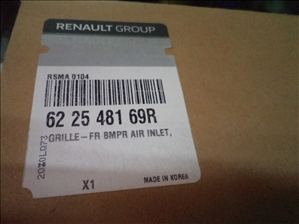 RENAULT GROUP
RSMA 0104
62 25 481 69R
GRILLE-FR BMPR AIR INLET,
X1
MADE IN KOREA